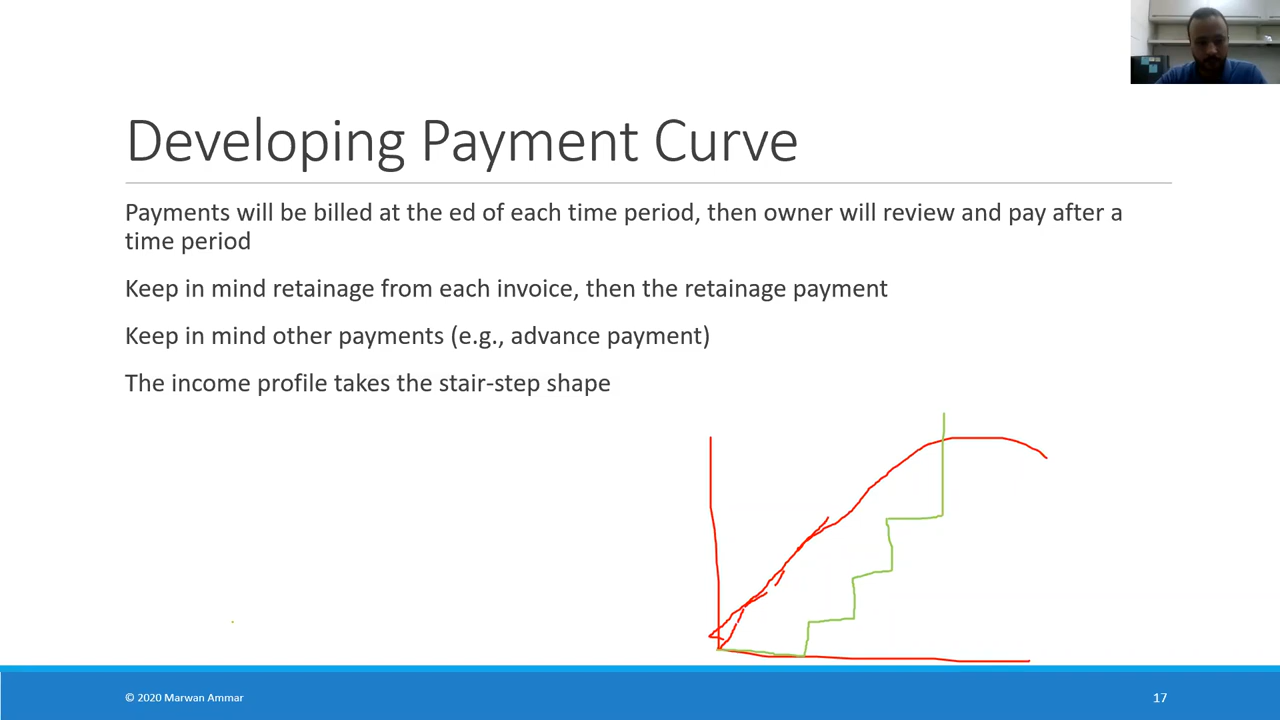 Developing Payment Curve
Payments will be billed at the ed of each time period, then owner will review and pay after a
time period
Keep in mind retainage from each invoice, then the retainage payment
Keep in mind other payments (e.g., advance payment)
The income profile takes the stair-step shape
© 2020 Marwan Ammar
17